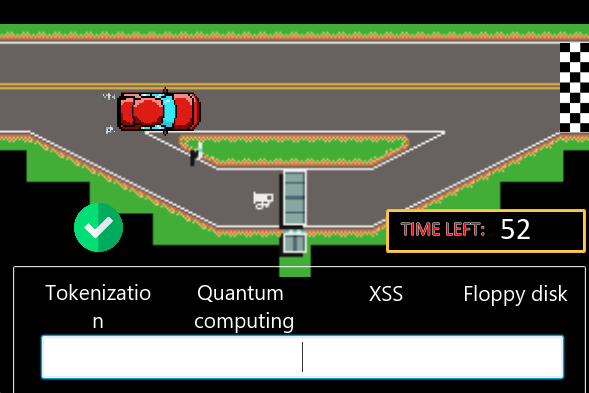 TIME LEFT: 52
Tokenizatio
n
Quantum
computing
XSS
Floppy disk